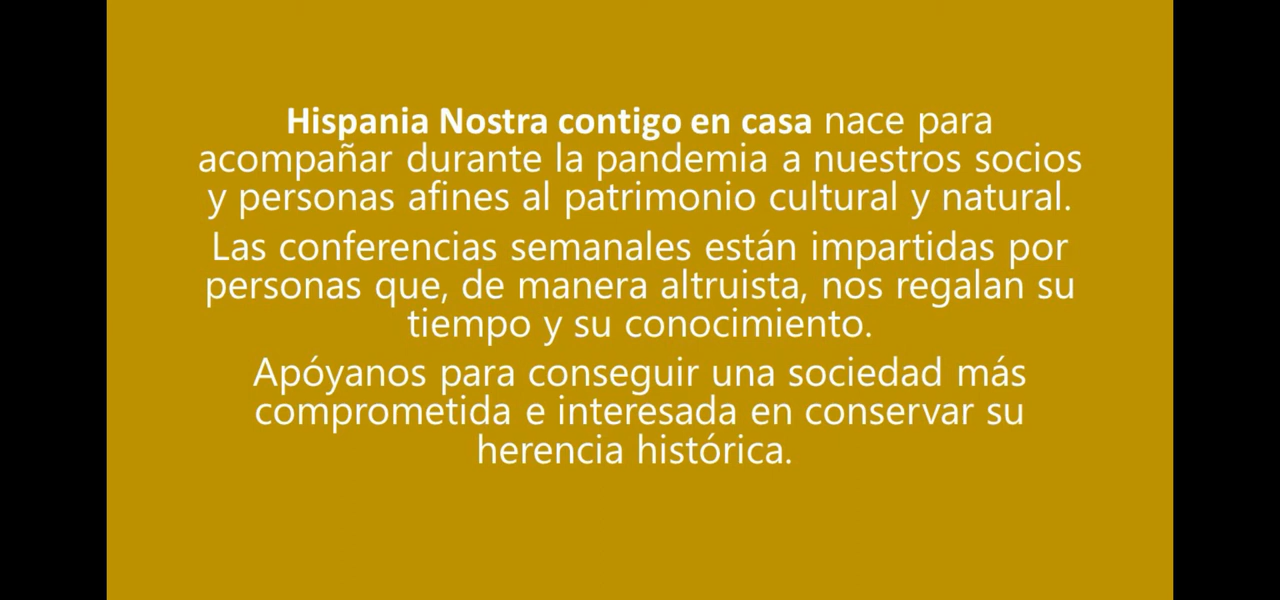 Hispania Nostra contigo en casa nace para
acompañar durante la pandemia a nuestros socios
y personas afines al patrimonio cultural y natural.
Las conferencias semanales están impartidas por
personas que, de manera altruista, nos regalan su
tiempo y su conocimiento.
Apóyanos para conseguir una sociedad más
comprometida e interesada en conservar su
herencia histórica.